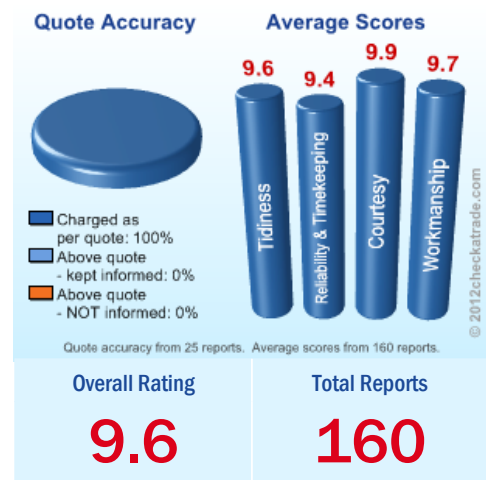 Quote Accuracy
Average Scores
9.6
9.4
9.9
9.7
Tidiness
Reliability & Timekeeping
Courtesy
Workmanship
Charged as
per quote: 100%
Above quote
- kept informed: 0%
Above quote
- NOT informed: 0%
© 2012checkatrade.com
Quote accuracy from 25 reports. Average scores from 160 reports.
Overall Rating
9.6
Total Reports
160